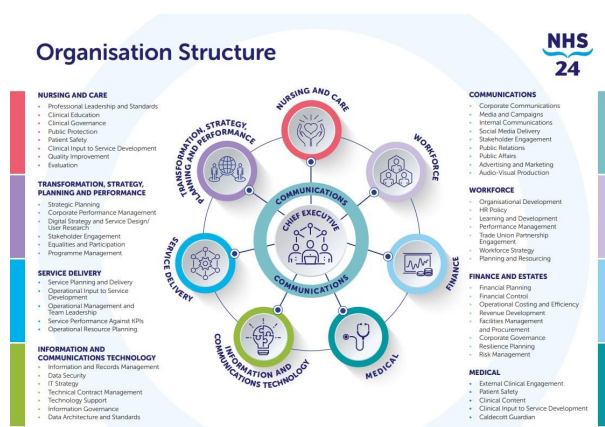 Organisation Structure
NHS
24
NURSING AND CARE
• Professional Leadership and Standards
• Clinical Education
• Clinical Governance
• Public Protection
• Patient Safety
• Clinical Input to Service Development
• Quality Improvement
• Evaluation
TRANSFORMATION, STRATEGY,
PLANNING AND PERFORMANCE
• Strategic Planning
• Corporate Performance Management
• Digital Strategy and Service Design/
User Research
• Stakeholder Engagement
• Equalities and Participation
• Programme Management
SERVICE DELIVERY
• Service Planning and Delivery
• Operational Input to Service
Development
• Operational Management and
Team Leadership
• Service Performance Against KPIs
• Operational Resource Planning
INFORMATION AND
COMMUNICATIONS TECHNOLOGY
• Information and Records Management
• Data Security
• IT Strategy
• Technical Contract Management
• Technology Support
• Information Governance
• Data Architecture and Standards
NURSING AND CARE
WORKFORCE
FINANCE
MEDICAL
INFORMATION AND
COMMUNICATIONS TECHNOLOGY
SERVICE DELIVERY
TRANSFORMATION, STRATEGY,
PLANNING AND PERFORMANCE
COMMUNICATIONS
CHIEF EXECUTIVE
COMMUNICATIONS
COMMUNICATIONS
• Corporate Communications
• Media and Campaigns
• Internal Communications
• Social Media Delivery
• Stakeholder Engagement
• Public Relations
• Public Affairs
• Advertising and Marketing
• Audio-Visual Production
WORKFORCE
• Organisational Development
• HR Policy
• Learning and Development
• Performance Management
• Trade Union Partnership
Engagement
• Workforce Strategy
• Planning and Resourcing
FINANCE AND ESTATES
• Financial Planning
• Financial Control
• Operational Costing and Efficiency
• Revenue Development
• Facilities Management
and Procurement
• Corporate Governance
• Resilience Planning
• Risk Management
MEDICAL
• External Clinical Engagement
• Patient Safety
• Clinical Content
• Clinical Input to Service Development
• Caldecott Guardian